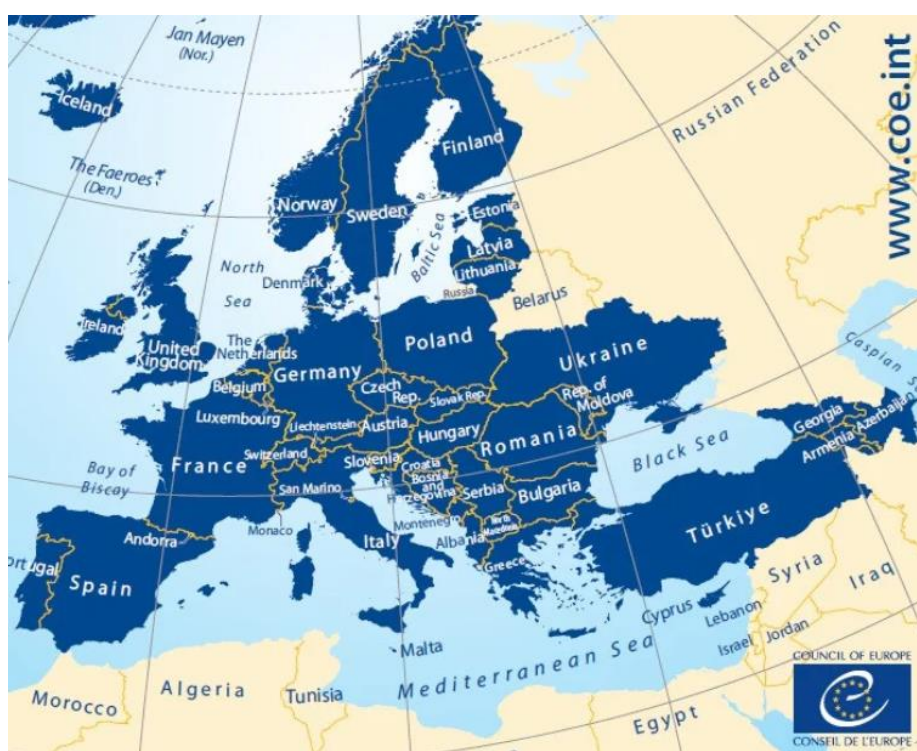 Jan Mayen
(Nor.)
Iceland
The Faeroes
(Den.)
Russian Federation
www.coe.int
Finland
Norway
Sweden
Estonia
Baltic Sea
Latvia
Lithuania
Russia
North
Sea
Denmark
Belarus
Ireland
United
Kingdom
The
Netherlands
Poland
Ukraine
Caspian S
Belgium
Germany
Czech
Rep.
Slovak Rep.
Rep. of
Moldova
Luxembourg
Liechtenstein
Austria
Hungary
Romania
Georgia
Armenia
Azerbaijan
Black Sea
Bay of
Biscay
France
Switzerland
Slovenia
Croatia
Bosnia
and
Herzegovina
Serbia
Bulgaria
San Marino
Monaco
Montenegro
Italy
Albania
North
Macedonia
Greece
Türkiye
Andorra
ortugal
Spain
Syria
Iraq
Cyprus
Lebanon
Malta
Israel
Jordan
Mediterranean Sea
Morocco
Algeria
Tunisia
Egypt
COUNCIL OF EUROPE
CONSEIL DE L'EUROPE